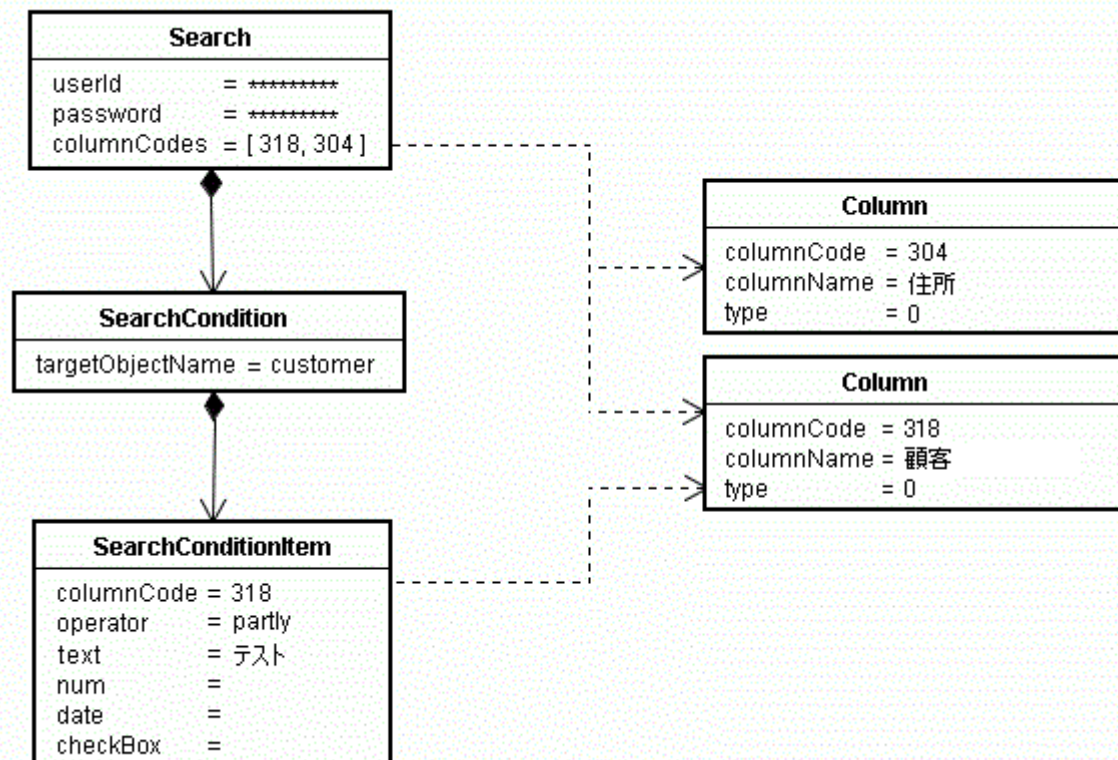 Search
userId = *********
password = *********
columnCodes = [ 318, 304 ]
SearchCondition
targetObjectName = customer
SearchConditionItem
columnCode = 318
operator = partly
text = テスト
num =
date =
checkBox =
Column
columnCode = 304
columnName = 住所
type = 0
Column
columnCode = 318
columnName = 顧客
type = 0